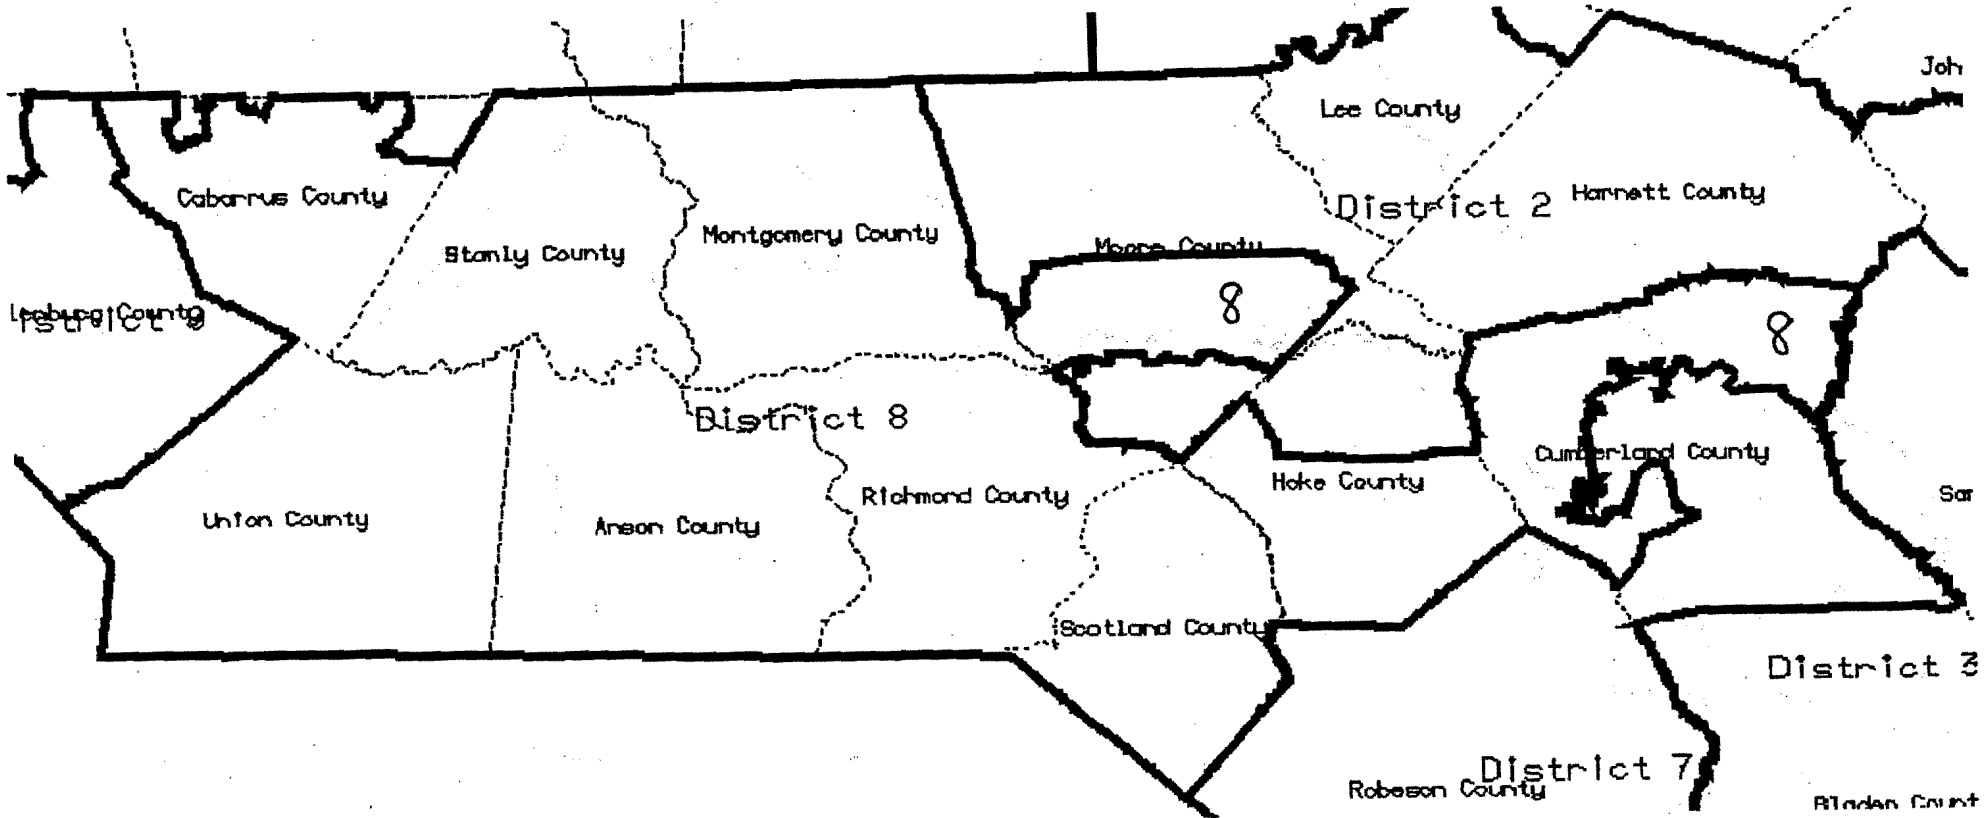 Joh
Lee County
Cabarrus County
District 2
Harnett County
Montgomery County
Stanly County
Moore County
8
8
District 8
Cumberland County
Hoke County
Richmond County
Sar
Union County
Anson County
Scotland County
District 3
District 7
Robeson County
Bladen Count